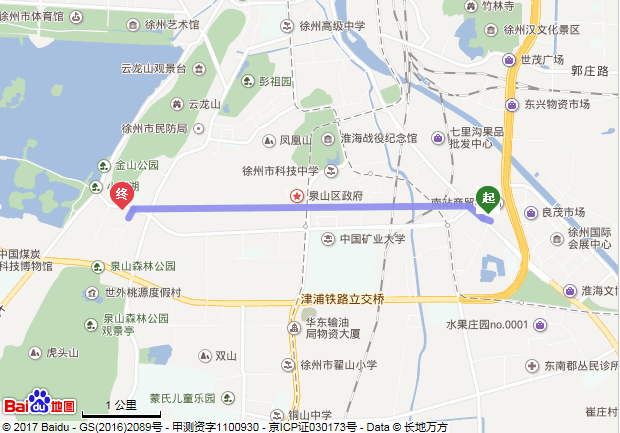 竹林寺
徐州市体育馆
徐州艺术馆
徐州高级中学
徐州汉文化景区
世茂广场
云龙山观景台
郭庄路
彭祖园
云龙山
东兴物资市场
徐州市民防局
凤凰山
淮海战役纪念馆
七里沟果品
批发中心
金山公园
徐州市科技中学
小
湖
终
泉山区政府
南站商贸
起
良茂市场
中国矿业大学
徐州国际
会展中心
中国煤炭
科技博物馆
泉山森林公园
世外桃源度假村
淮海文
津浦铁路立交桥
泉山森林公园
观景亭
华东输油
局物资大厦
水果庄园no.0001
虎头山
双山
徐州市翟山小学
东南郡丛民诊所
蒙氏儿童乐园
Bai du 地图
1 公里
铜山中学
崔庄村
© 2017 Baidu - GS(2016)2089号 - 甲测资字1100930 - 京ICP证030173号 - Data © 长地万方